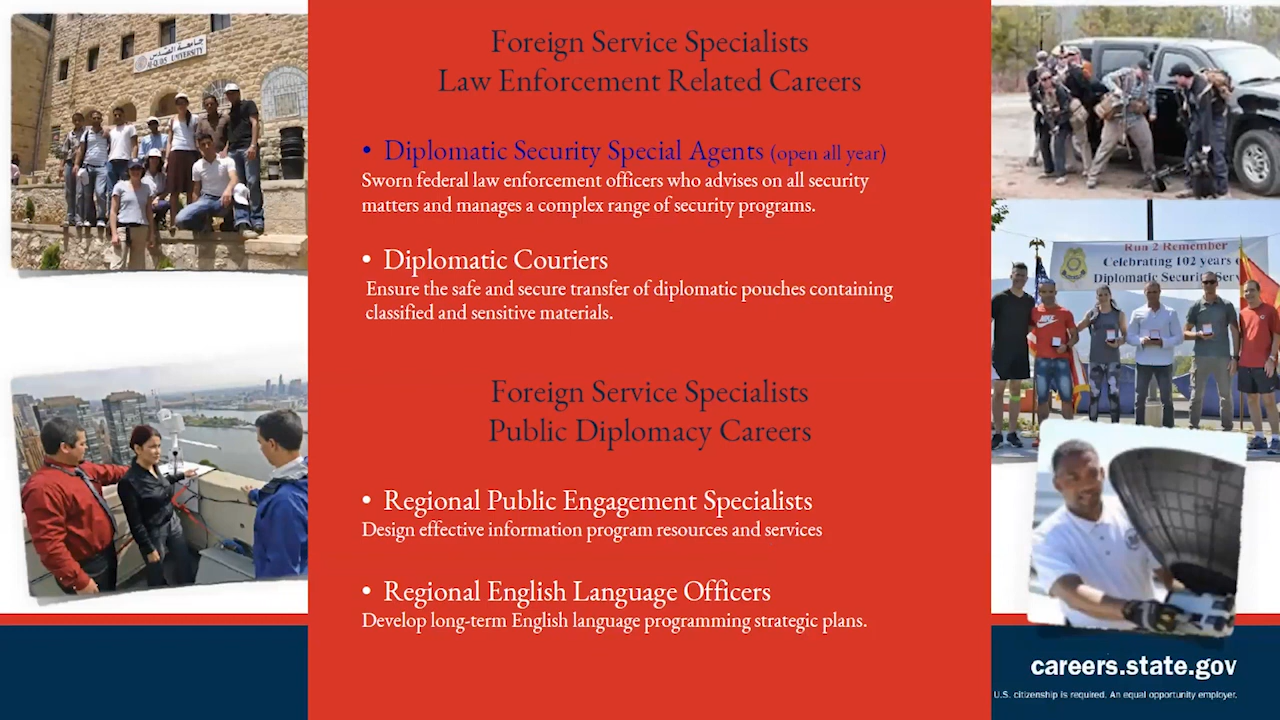 Foreign Service Specialists
Law Enforcement Related Careers
• Diplomatic Security Special Agents (open all year)
Sworn federal law enforcement officers who advises on all security
matters and manages a complex range of security programs.
• Diplomatic Couriers
Ensure the safe and secure transfer of diplomatic pouches containing
classified and sensitive materials.
Foreign Service Specialists
Public Diplomacy Careers
• Regional Public Engagement Specialists
Design effective information program resources and services
• Regional English Language Officers
Develop long-term English language programming strategic plans.
جامعة القدس
UNIVERSITY
Run 2 Remember
Celebrating 102 years
Diplomatic Security
careers.state.gov
U.S. citizenship is required. An equal opportunity employer.